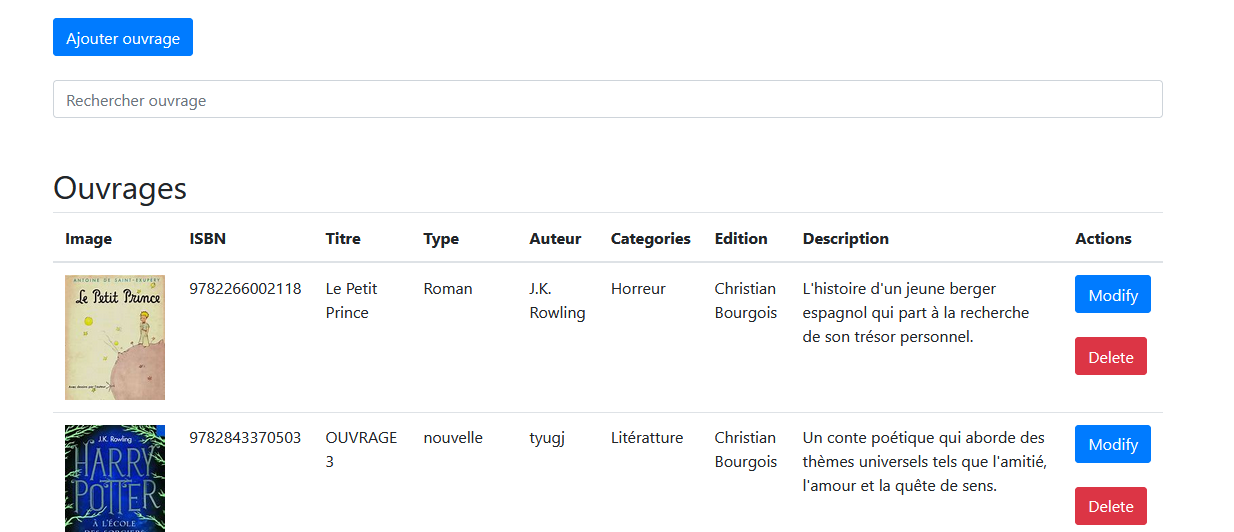 Ajouter ouvrage
Rechercher ouvrage
Ouvrages
Image ISBN Titre Type Auteur Categories Edition Description Actions
ANTOINE DE SAINT-EXUPÉRY
Le Petit Prince
9782266002118
Le Petit
Prince
Roman
J.K.
Rowling
Horreur
Christian
Bourgois
L'histoire d'un jeune berger
espagnol qui part à la recherche
de son trésor personnel.
Modify
Delete
J.K. Rowling
HARRY
POTTER
À L'ÉCOLE
DES SORCIERS
9782843370503
OUVRAGE
3
nouvelle
tyugj
Litératture
Christian
Bourgois
Un conte poétique qui aborde des
thèmes universels tels que l'amitié,
l'amour et la quête de sens.
Modify
Delete